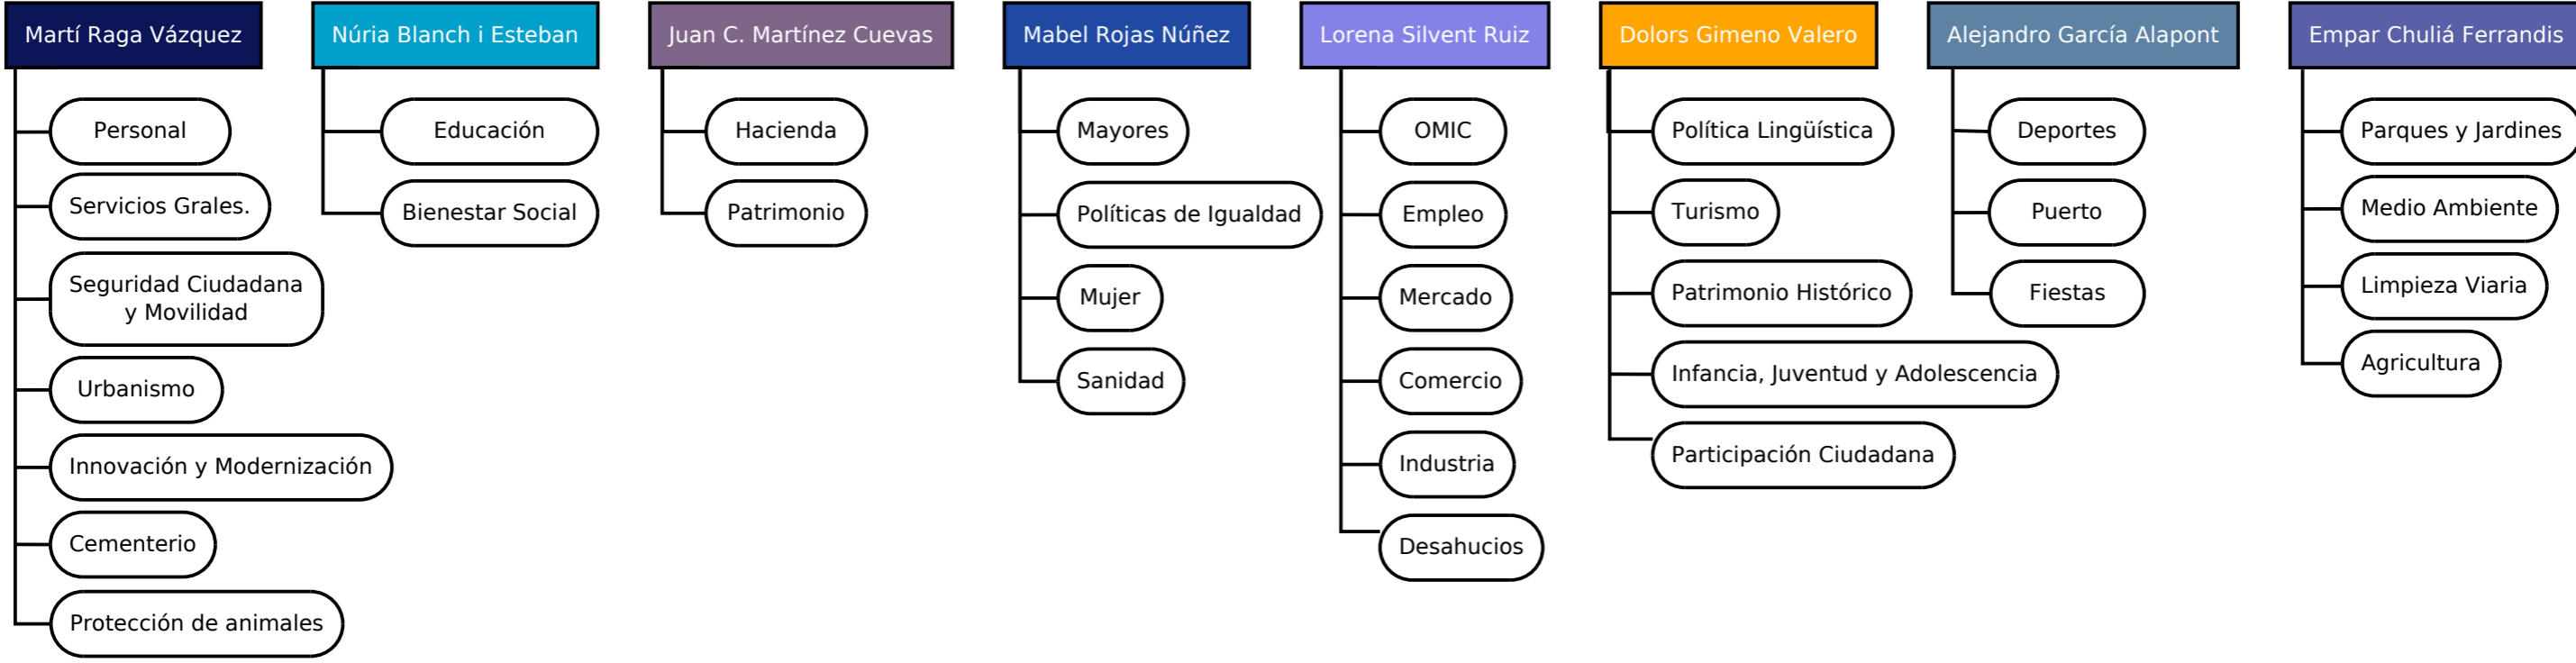 Martí Raga Vázquez
Personal
Servicios Grales.
Seguridad Ciudadana
y Movilidad
Urbanismo
Innovación y Modernización
Cementerio
Protección de animales
Núria Blanch i Esteban
Educación
Bienestar Social
Juan C. Martínez Cuevas
Hacienda
Patrimonio
Mabel Rojas Núñez
Mayores
Políticas de Igualdad
Mujer
Sanidad
Lorena Silvent Ruiz
OMIC
Empleo
Mercado
Comercio
Industria
Desahucios
Dolors Gimeno Valero
Política Lingüística
Turismo
Patrimonio Histórico
Infancia, Juventud y Adolescencia
Participación Ciudadana
Alejandro García Alapont
Deportes
Puerto
Fiestas
Empar Chuliá Ferrandis
Parques y Jardines
Medio Ambiente
Limpieza Viaria
Agricultura